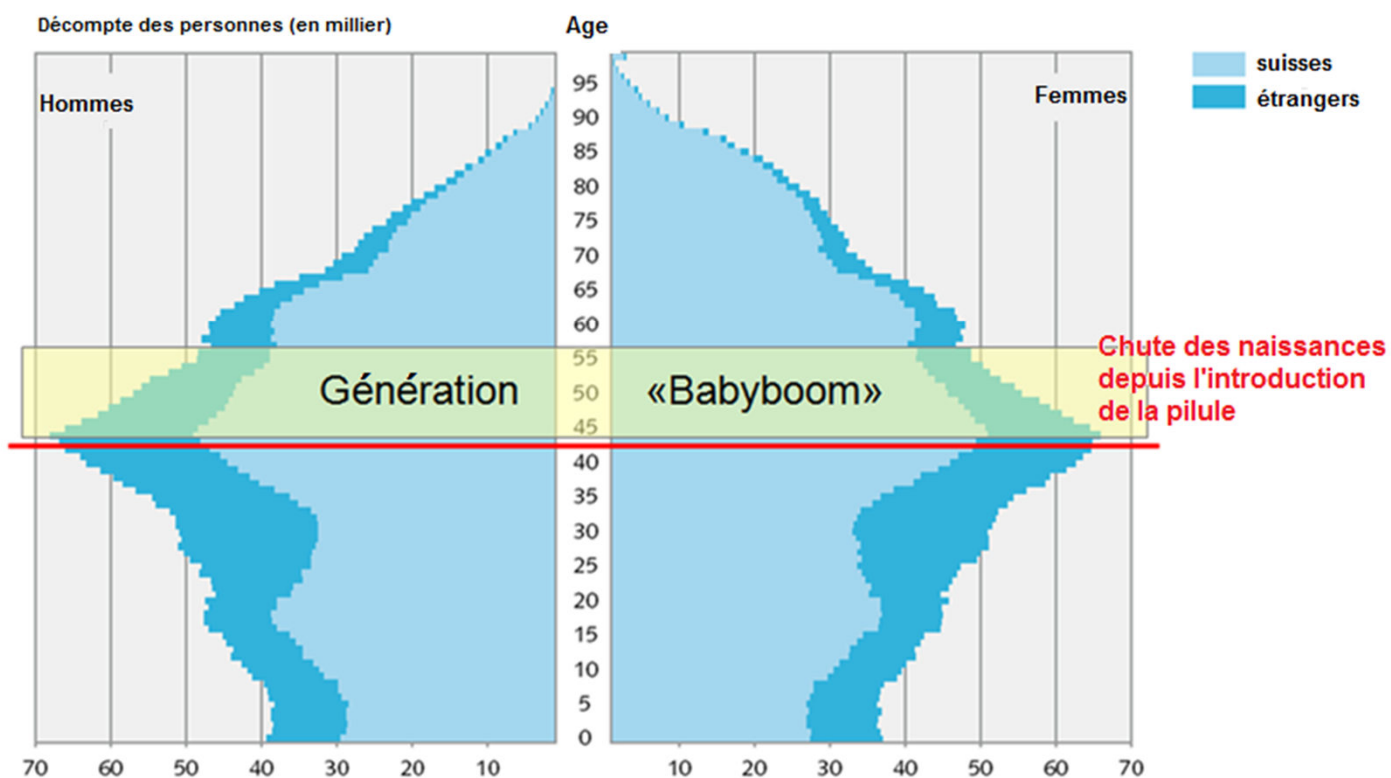 Décompte des personnes (en millier)
Age
Hommes
Femmes
suisses
étrangers
95
90
85
80
75
70
65
60
55
50
45
40
35
30
25
20
15
10
5
0
Génération «Babyboom»
Chute des naissances
depuis l'introduction
de la pilule
70 60 50 40 30 20 10 10 20 30 40 50 60 70